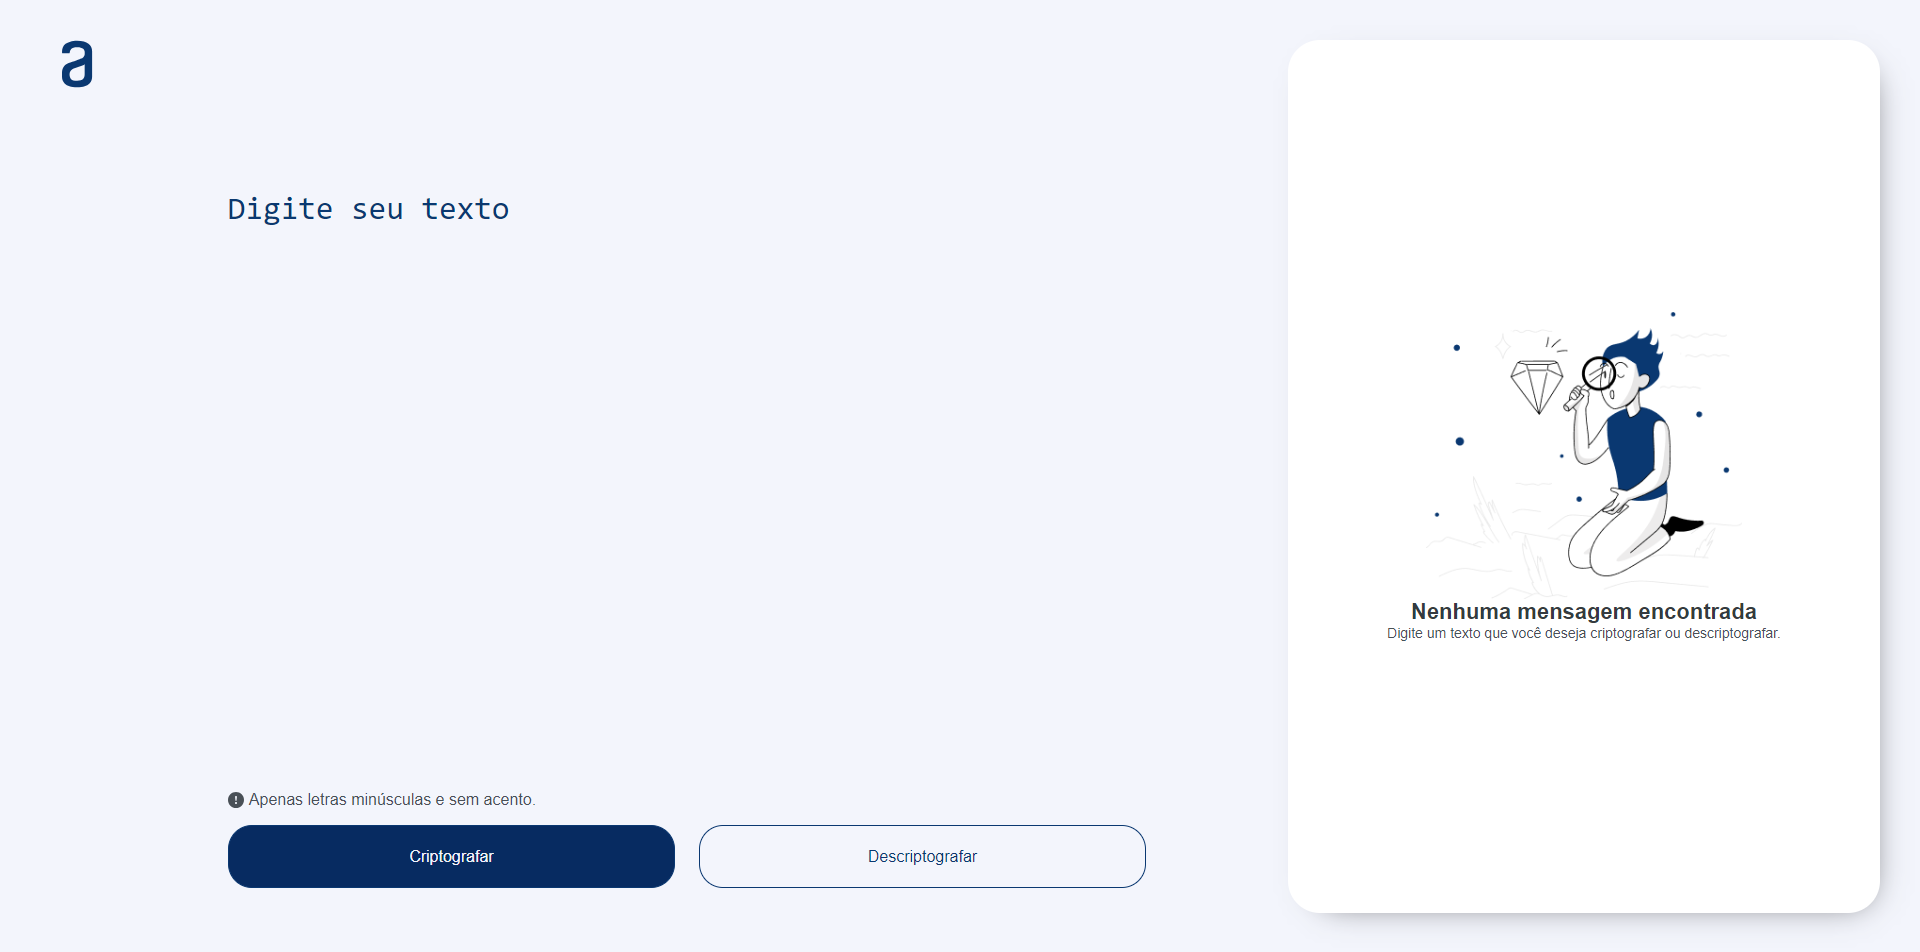 a
Digite seu texto
Apenas letras minúsculas e sem acento.
Criptografar
Descriptografar
Nenhuma mensagem encontrada
Digite um texto que você deseja criptografar ou descriptografar.